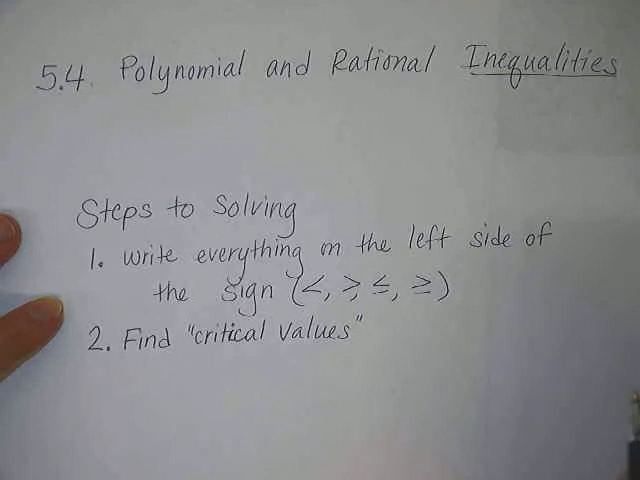 5.4. Polynomial and Rational Inequalities
Steps to Solving
1. write everything on the left side of
the sign (<, >, ≤, ≥)
2. Find "critical values"